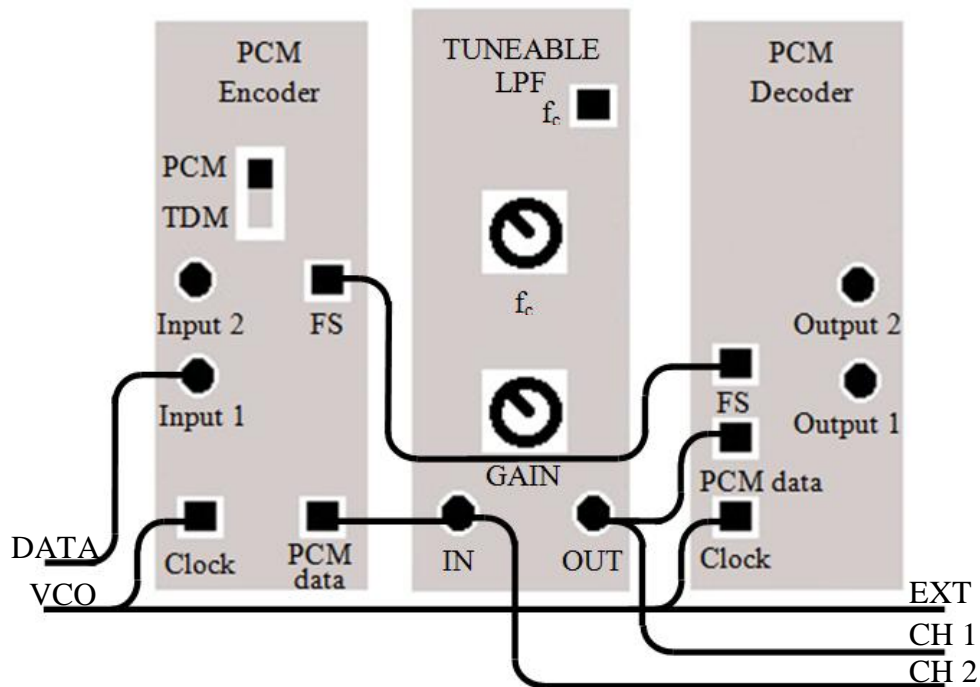 PCM
Encoder
PCM
TDM
Input 2
FS
Input 1
Clock
PCM
data
TUNEABLE
LPF
fc
fc
GAIN
IN
OUT
PCM
Decoder
Output 2
FS
Output 1
PCM data
Clock
DATA
VCO
EXT
CH 1
CH 2